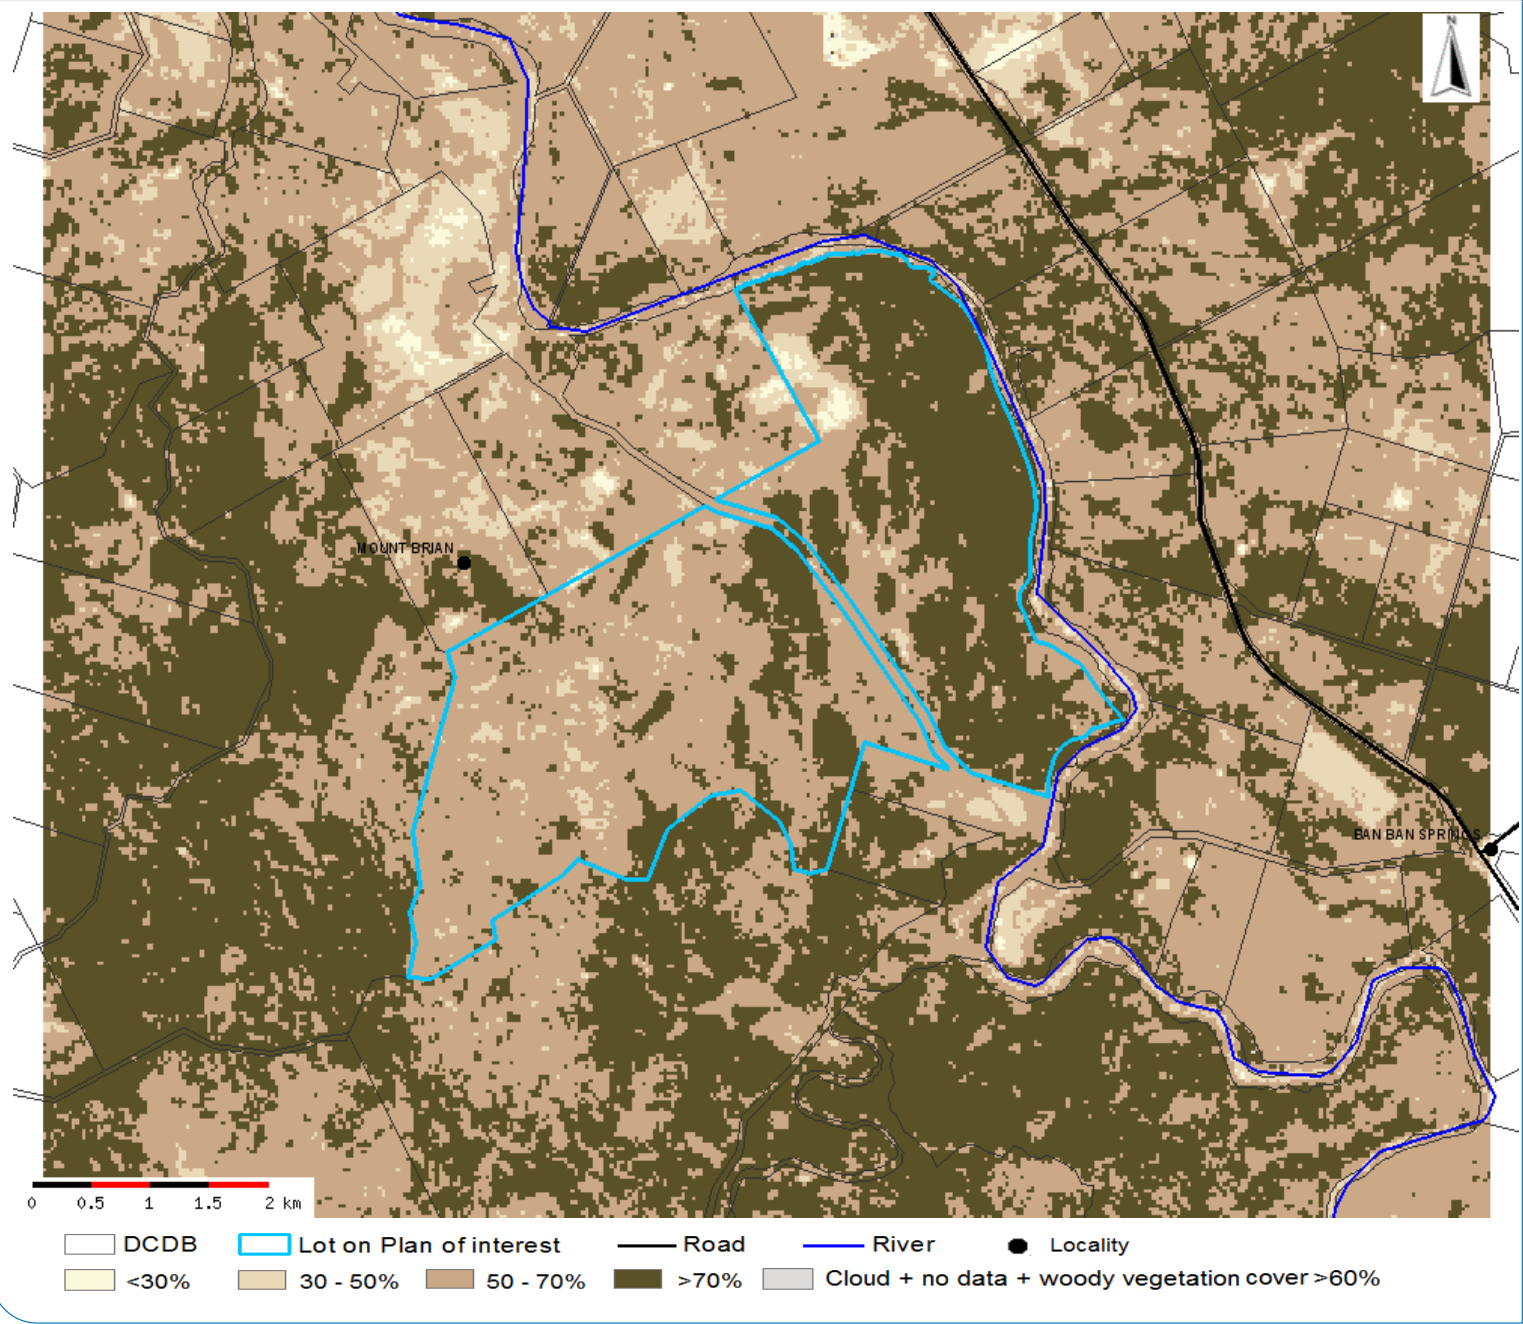 N
MOUNT BRIAN
BAN BAN SPRINGS
0 0.5 1 1.5 2 km
DCDB Lot on Plan of interest Road River Locality
<30% 30 - 50% 50 - 70% >70% Cloud + no data + woody vegetation cover >60%